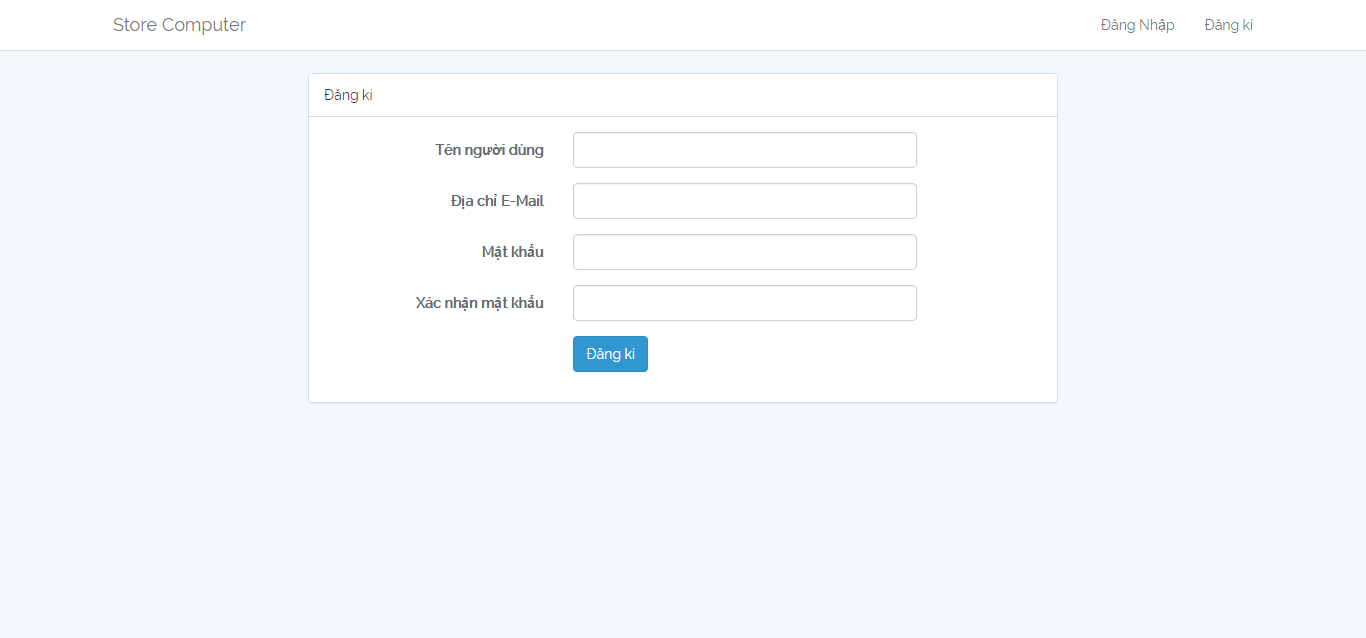 Store Computer
Đăng Nhập
Đăng kí
Đăng kí
Tên người dùng
Địa chỉ E-Mail
Mật khẩu
Xác nhận mật khẩu
Đăng kí